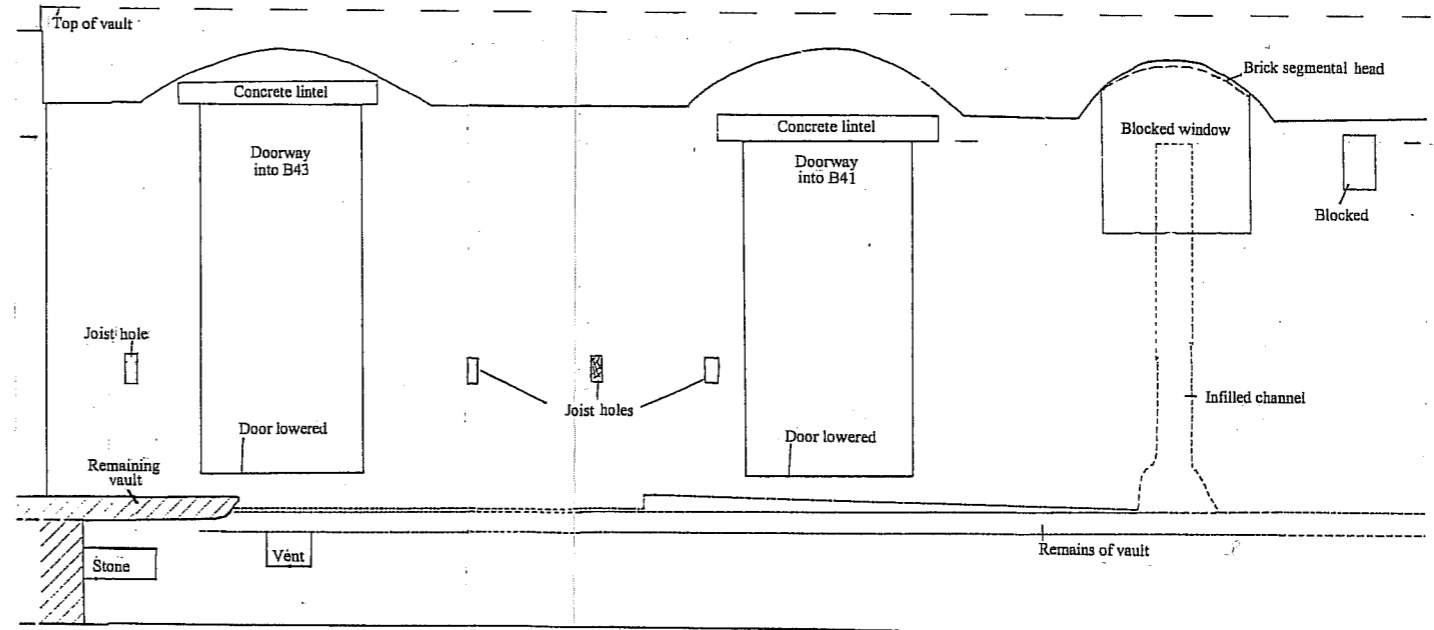 Top of vault
Brick segmental head
Concrete lintel
Concrete lintel
Blocked window
Doorway
into B43
Doorway
into B41
Blocked
Joist hole
Joist holes
Infilled channel
Door lowered
Door lowered
Remaining
vault
Remains of vault
Stone
Vent